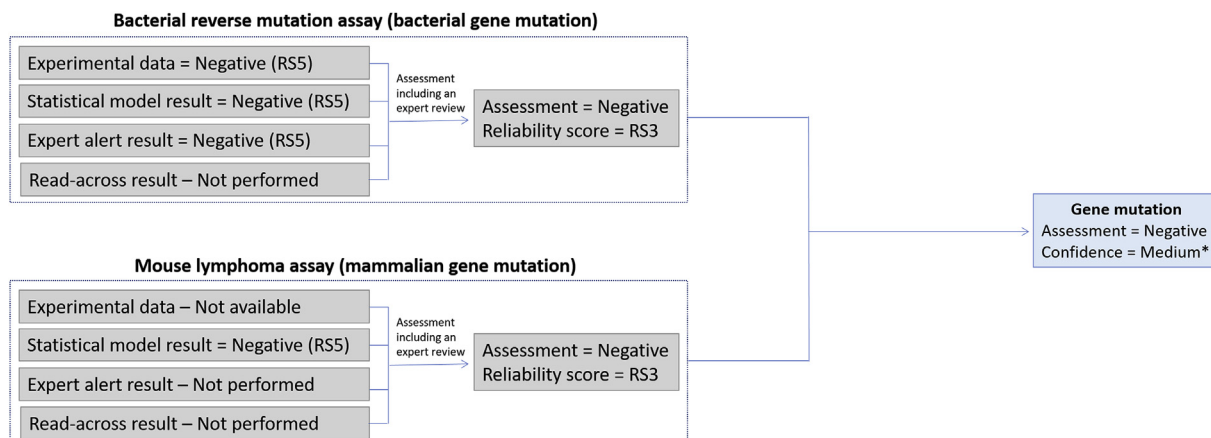 Bacterial reverse mutation assay (bacterial gene mutation)
Experimental data = Negative (RS5)
Statistical model result = Negative (RS5)
Expert alert result = Negative (RS5)
Read-across result – Not performed
Assessment
including an
expert review
Assessment = Negative
Reliability score = RS3
Mouse lymphoma assay (mammalian gene mutation)
Experimental data – Not available
Statistical model result = Negative (RS5)
Expert alert result – Not performed
Read-across result – Not performed
Assessment
including an
expert review
Assessment = Negative
Reliability score = RS3
Gene mutation
Assessment = Negative
Confidence = Medium*